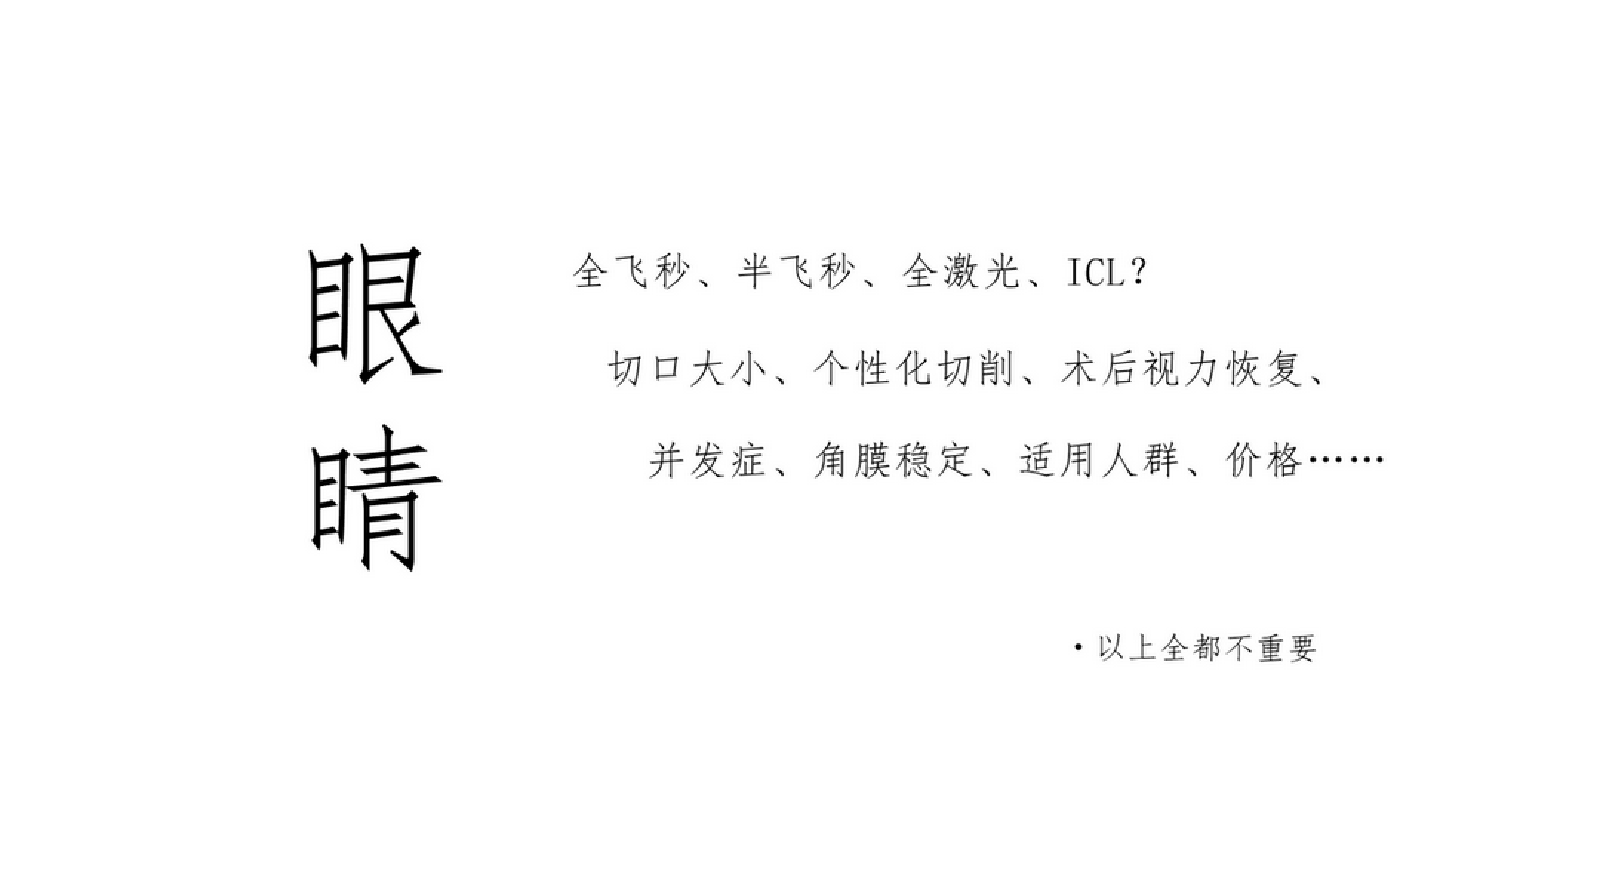 眼睛
全飞秒、半飞秒、全激光、ICL？
切口大小、个性化切削、术后视力恢复、
并发症、角膜稳定、适用人群、价格……
·以上全都不重要